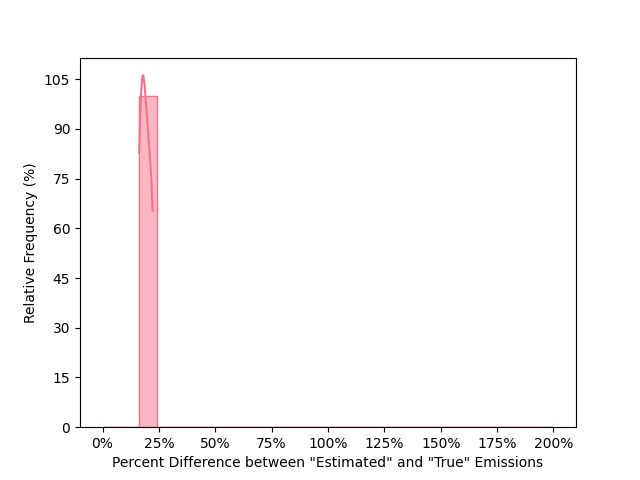 105
90
75
60
45
30
15
0
Relative Frequency (%)
0% 25% 50% 75% 100% 125% 150% 175% 200%
Percent Difference between "Estimated" and "True" Emissions